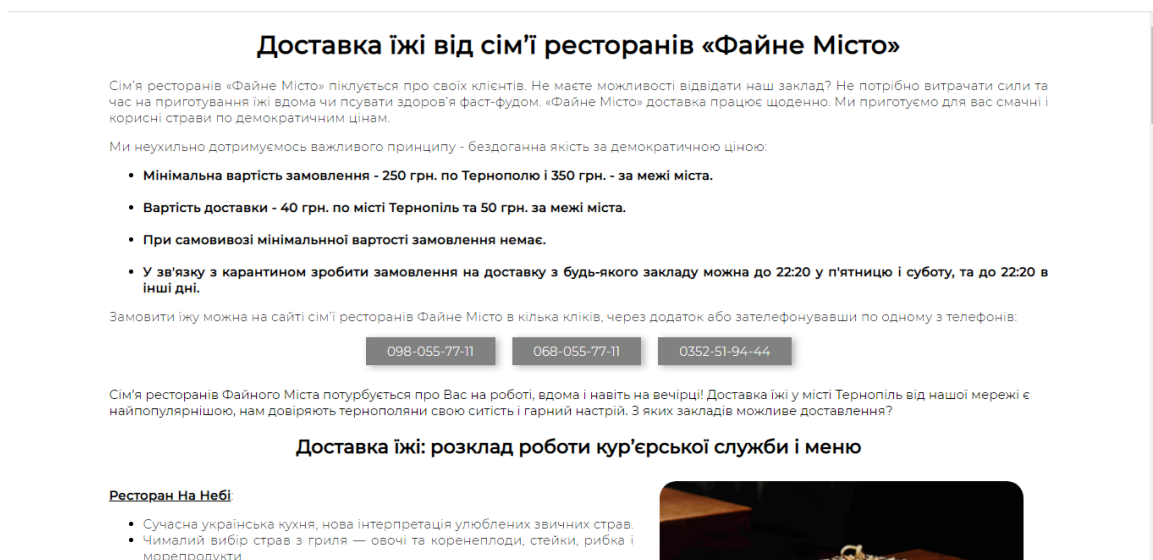 Доставка їжі від сім’ї ресторанів «Файне Місто»
Сім’я ресторанів «Файне Місто» піклується про своїх клієнтів. Не маєте можливості відвідати наш заклад? Не потрібно витрачати сили та
час на приготування їжі вдома чи псувати здоров’я фаст-фудом. «Файне Місто» доставка працює щоденно. Ми приготуємо для вас смачні і
корисні страви по демократичним цінам.
Ми неухильно дотримуємось важливого принципу - бездоганна якість за демократичною ціною:
• Мінімальна вартість замовлення - 250 грн. по Тернополю і 350 грн. - за межі міста.
• Вартість доставки - 40 грн. по місті Тернопіль та 50 грн. за межі міста.
• При самовивозі мінімальнної вартості замовлення немає.
• У зв'язку з карантином зробити замовлення на доставку з будь-якого закладу можна до 22:20 у п'ятницю і суботу, та до 22:20 в
інші дні.
Замовити їжу можна на сайті сім’ї ресторанів Файне Місто в кілька кліків, через додаток або зателефонувавши по одному з телефонів:
098-055-77-11 068-055-77-11 0352-51-94-44
Сім’я ресторанів Файного Міста потурбується про Вас на роботі, вдома і навіть на вечірці! Доставка їжі у місті Тернопіль від нашої мережі є
найпопулярнішою, нам довіряють тернополяни свою ситість і гарний настрій. З яких закладів можливе доставлення?
Доставка їжі: розклад роботи кур’єрської служби і меню
Ресторан На Небі:
• Сучасна українська кухня, нова інтерпретація улюблених звичних страв.
• Чималий вибір страв з гриля — овочі та коренеплоди, стейки, рибка і
морепродукти